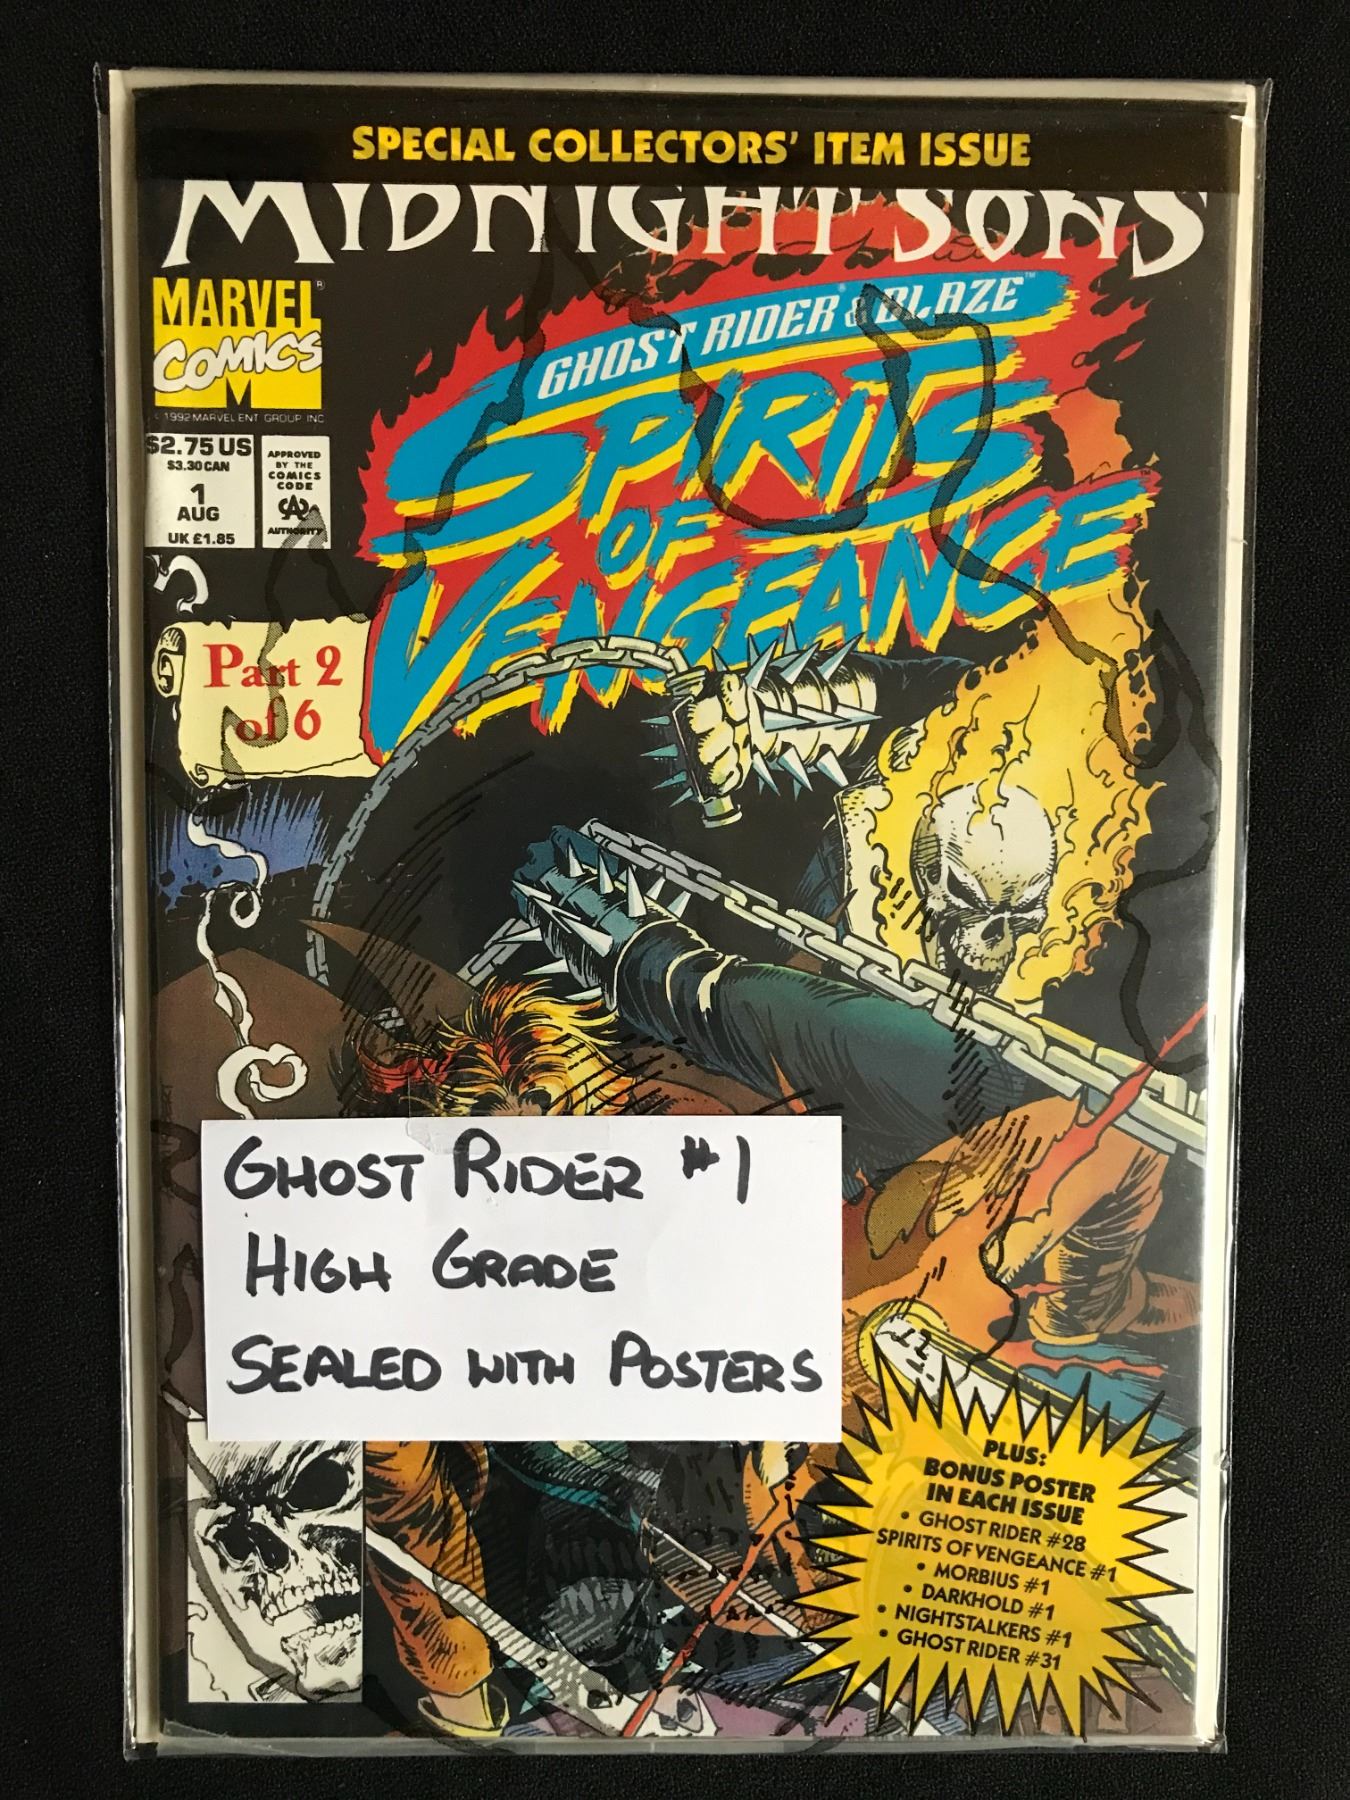 SPECIAL COLLECTORS' ITEM ISSUE
MIDNIGHT SONS
MARVEL®
COMICS
M
© 1992 MARVEL ENT GROUP, INC
$2.75 US
$3.30 CAN
1
AUG
UK £1.85
APPROVED
BY THE
COMICS
CODE
CA
AUTHORITY
GHOST RIDER® & BLAZE™
SPIRITS
OF
VENGEANCE™
Part 2
of 6
GHOST RIDER #1
HIGH GRADE
SEALED WITH POSTERS
PLUS:
BONUS POSTER
IN EACH ISSUE
• GHOST RIDER #28
SPIRITS OF VENGEANCE #1
• MORBIUS #1
• DARKHOLD #1
• NIGHTSTALKERS #1
• GHOST RIDER #31